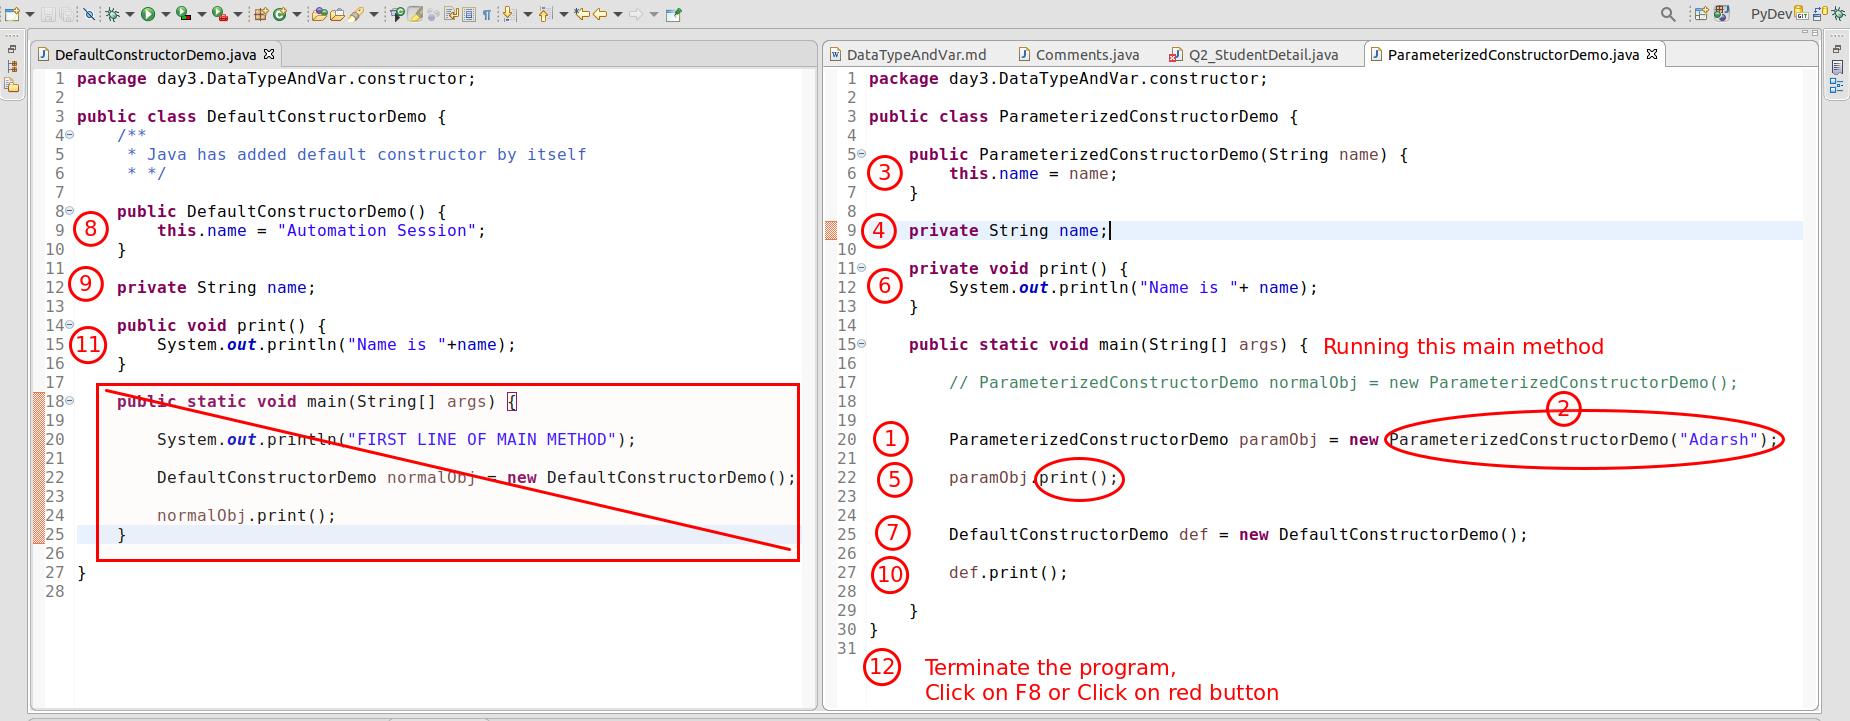 PyDev
DefaultConstructorDemo.java
1 package day3.DataTypeAndVar.constructor;
2
3 public class DefaultConstructorDemo {
4 /**
5 * Java has added default constructor by itself
6 * */
7
8 public DefaultConstructorDemo() {
8 9 this.name = "Automation Session";
10 }
11
9 12 private String name;
13
14 public void print() {
11 15 System.out.println("Name is "+name);
16 }
17
18 public static void main(String[] args) {
19
20 System.out.println("FIRST LINE OF MAIN METHOD");
21
22 DefaultConstructorDemo normalObj = new DefaultConstructorDemo();
23
24 normalObj.print();
25 }
26
27 }
28
DataTypeAndVar.md Comments.java Q2_StudentDetail.java ParameterizedConstructorDemo.java
1 package day3.DataTypeAndVar.constructor;
2
3 public class ParameterizedConstructorDemo {
4
5 public ParameterizedConstructorDemo(String name) {
6 3 this.name = name;
7 }
8
9 4 private String name;
10
11 private void print() {
12 6 System.out.println("Name is "+ name);
13 }
14
15 public static void main(String[] args) { Running this main method
16
17 // ParameterizedConstructorDemo normalObj = new ParameterizedConstructorDemo();
18 2
19
20 1 ParameterizedConstructorDemo paramObj = new ParameterizedConstructorDemo("Adarsh");
21
22 5 paramObj.print();
23
24
25 7 DefaultConstructorDemo def = new DefaultConstructorDemo();
26
27 10 def.print();
28
29 }
30 }
31
12 Terminate the program,
Click on F8 or Click on red button